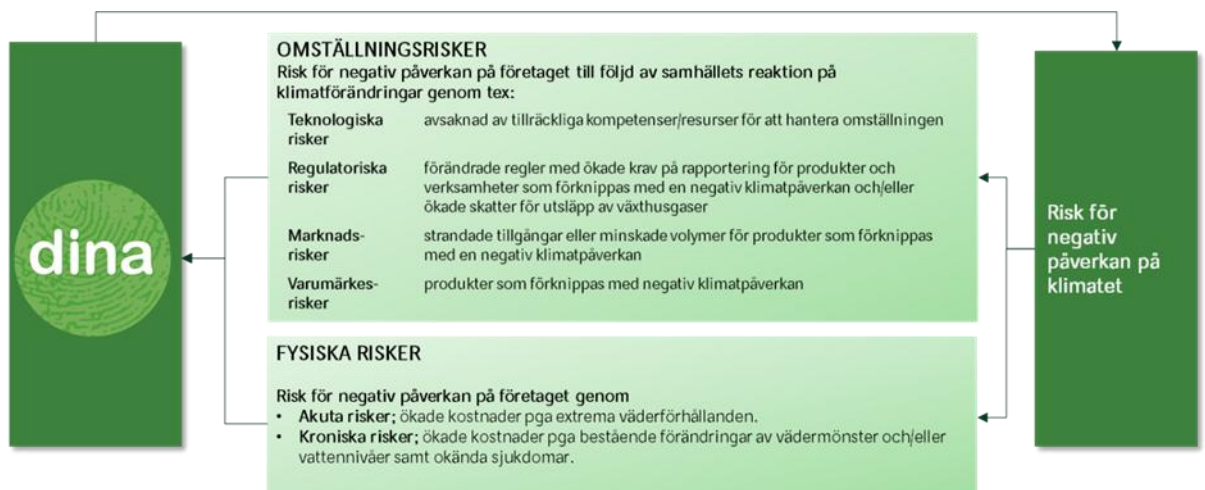 dina
OMSTÄLLNINGSRISKER
Risk för negativ påverkan på företaget till följd av samhällets reaktion på
klimatförändringar genom tex:
Teknologiska risker
avsaknad av tillräckliga kompetenser/resurser för att hantera omställningen
Regulatoriska risker
förändrade regler med ökade krav på rapportering för produkter och
verksamheter som förknippas med en negativ klimatpåverkan och/eller
ökade skatter för utsläpp av växthusgaser
Marknads-
risker
strandade tillgångar eller minskade volymer för produkter som förknippas
med en negativ klimatpåverkan
Varumärkes-
risker
produkter som förknippas med negativ klimatpåverkan
FYSISKA RISKER
Risk för negativ påverkan på företaget genom
• Akuta risker; ökade kostnader pga extrema väderförhållanden.
• Kroniska risker; ökade kostnader pga bestående förändringar av vädermönster och/eller
vattennivåer samt okända sjukdomar.
Risk för
negativ
påverkan på
klimatet